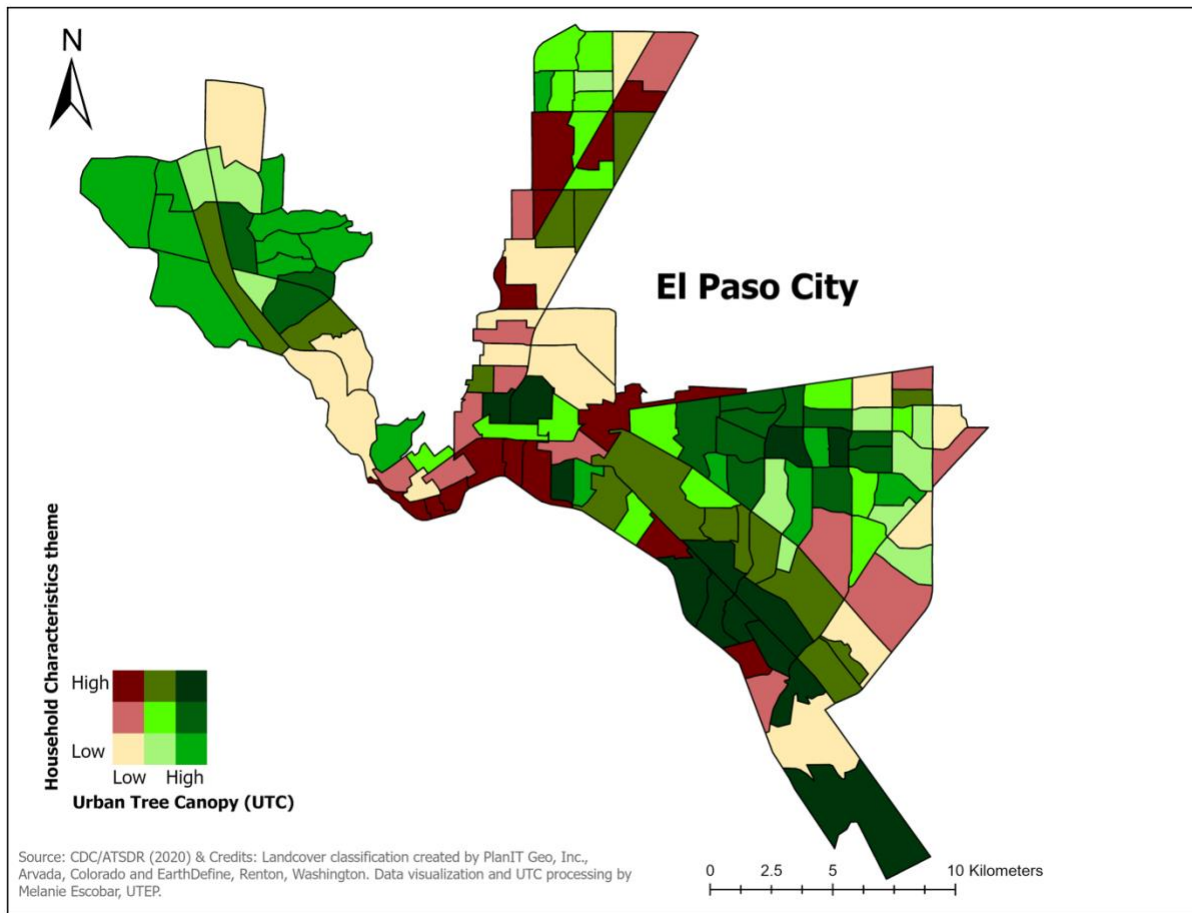 N
El Paso City
Household Characteristics theme
High
Low
Low High
Urban Tree Canopy (UTC)
Source: CDC/ATSDR (2020) & Credits: Landcover classification created by PlanIT Geo, Inc.,
Arvada, Colorado and EarthDefine, Renton, Washington. Data visualization and UTC processing by
Melanie Escobar, UTEP.
0 2.5 5 10 Kilometers